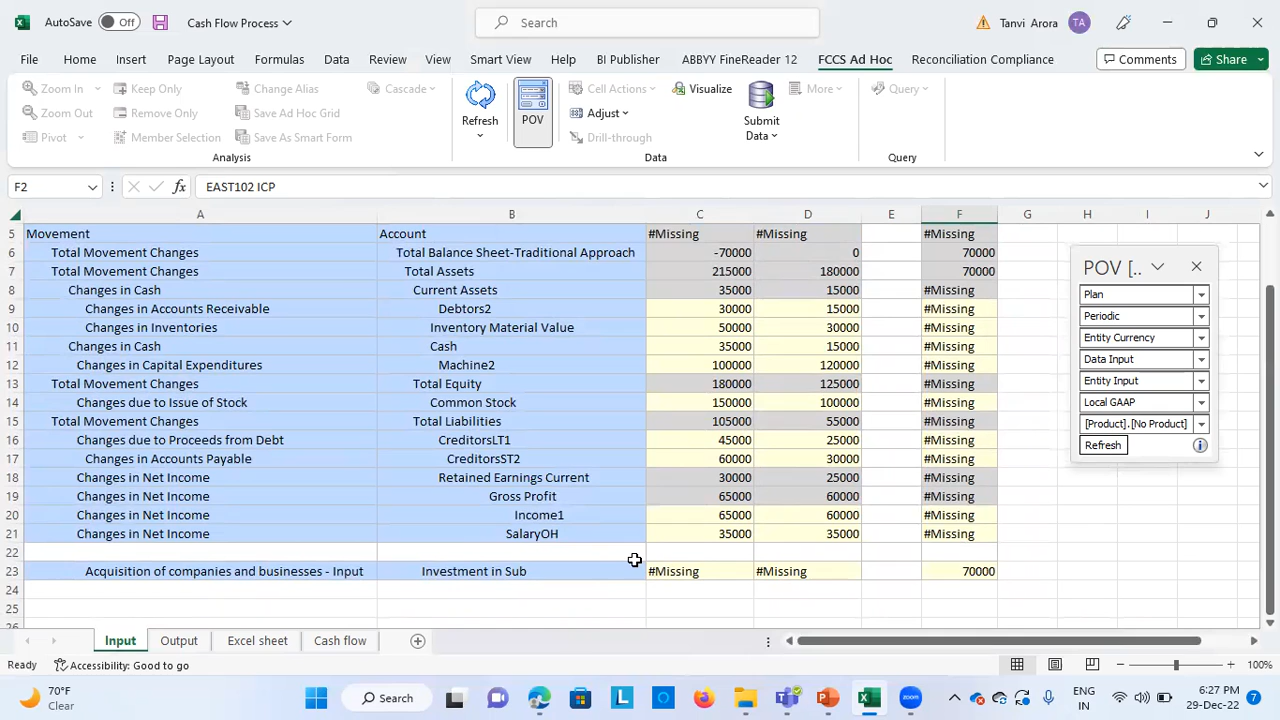 AutoSave Off Cash Flow Process Search Tanvi Arora TA
File Home Insert Page Layout Formulas Data Review View Smart View Help BI Publisher ABBYY FineReader 12 FCCS Ad Hoc Reconciliation Compliance Comments Share
Zoom In Keep Only Change Alias Cascade Cell Actions Visualize More Query
Zoom Out Remove Only Save Ad Hoc Grid Refresh POV Adjust Submit Data
Pivot Member Selection Save As Smart Form Drill-through
Analysis Data Query
F2 fx EAST102 ICP
A B C D E F G H I J
5 Movement Account #Missing #Missing #Missing
6 Total Movement Changes Total Balance Sheet-Traditional Approach -70000 0 70000
7 Total Movement Changes Total Assets 215000 180000 70000
8 Changes in Cash Current Assets 35000 15000 #Missing
9 Changes in Accounts Receivable Debtors2 30000 15000 #Missing
10 Changes in Inventories Inventory Material Value 50000 30000 #Missing
11 Changes in Cash Cash 35000 15000 #Missing
12 Changes in Capital Expenditures Machine2 100000 120000 #Missing
13 Total Movement Changes Total Equity 180000 125000 #Missing
14 Changes due to Issue of Stock Common Stock 150000 100000 #Missing
15 Total Movement Changes Total Liabilities 105000 55000 #Missing
16 Changes due to Proceeds from Debt CreditorsLT1 45000 25000 #Missing
17 Changes in Accounts Payable CreditorsST2 60000 30000 #Missing
18 Changes in Net Income Retained Earnings Current 30000 25000 #Missing
19 Changes in Net Income Gross Profit 65000 60000 #Missing
20 Changes in Net Income Income1 65000 60000 #Missing
21 Changes in Net Income SalaryOH 35000 35000 #Missing
22
23 Acquisition of companies and businesses - Input Investment in Sub #Missing #Missing 70000
24
25
POV [..
Plan
Periodic
Entity Currency
Data Input
Entity Input
Local GAAP
[Product].[No Product]
Refresh
Input Output Excel sheet Cash flow
Ready Accessibility: Good to go 100%
70°F
Clear
Search
ENG
IN
6:27 PM
29-Dec-22
7